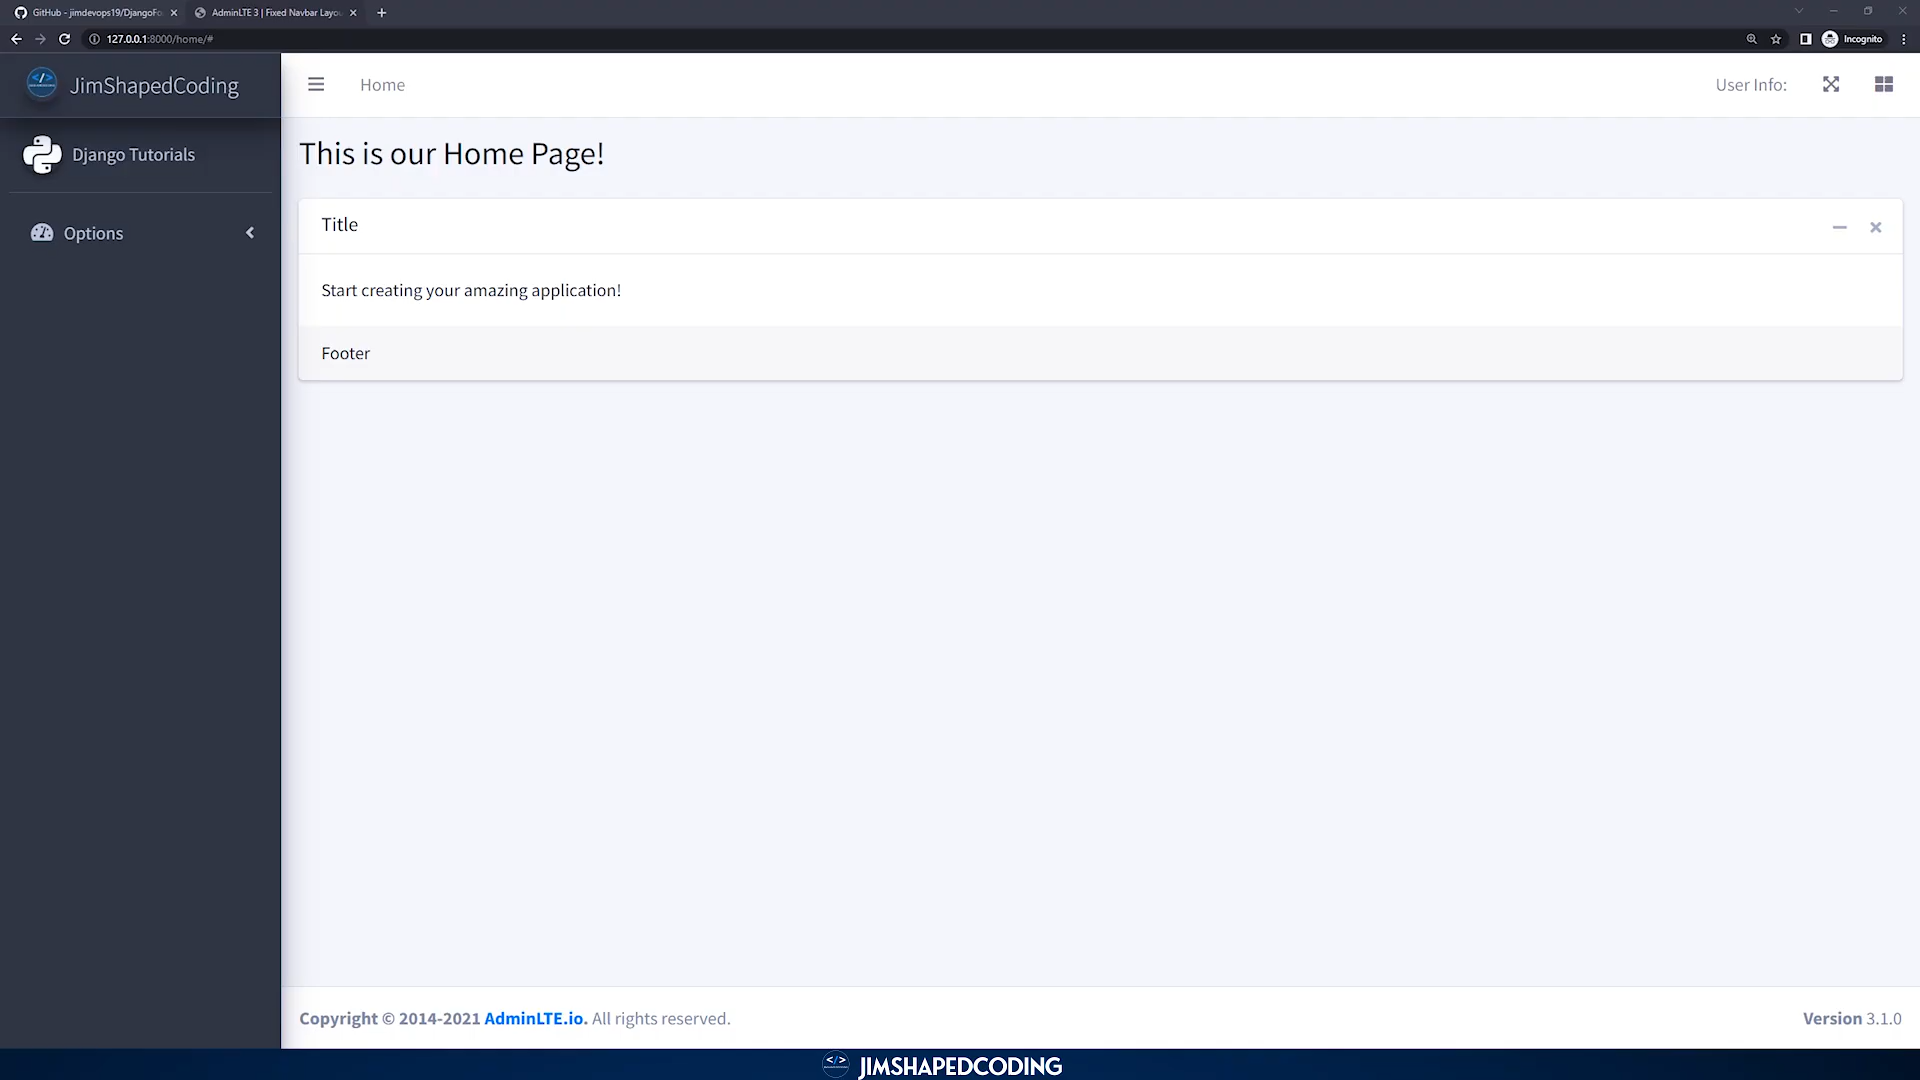 GitHub - jimdevops19/DjangoFo
AdminLTE 3 | Fixed Navbar Layou
127.0.0.1:8000/home/#
Incognito
JimShapedCoding
Home
User Info:
Django Tutorials
This is our Home Page!
Options
Title
Start creating your amazing application!
Footer
Copyright © 2014-2021 AdminLTE.io. All rights reserved.
Version 3.1.0
</> JIMSHAPEDCODING